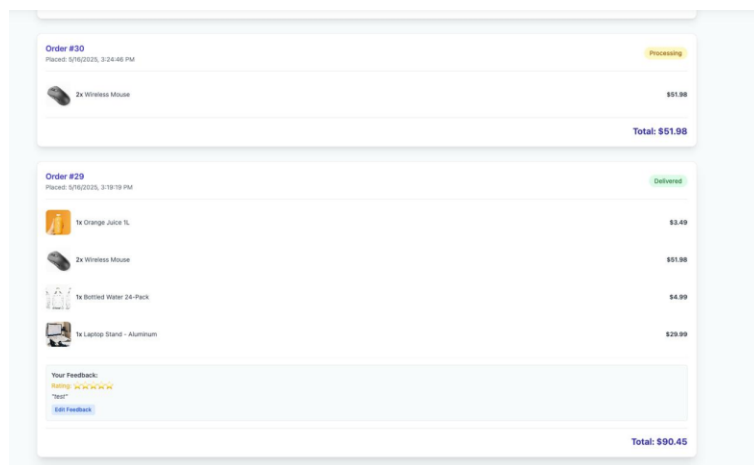 Order #30
Placed: 5/16/2025, 3:24:46 PM
Processing
2x Wireless Mouse
$51.98
Total: $51.98
Order #29
Placed: 5/16/2025, 3:19:19 PM
Delivered
1x Orange Juice 1L
$3.49
2x Wireless Mouse
$51.98
1x Bottled Water 24-Pack
$4.99
1x Laptop Stand - Aluminum
$29.99
Your Feedback:
Rating: ⭐⭐⭐⭐⭐
"test"
Edit Feedback
Total: $90.45